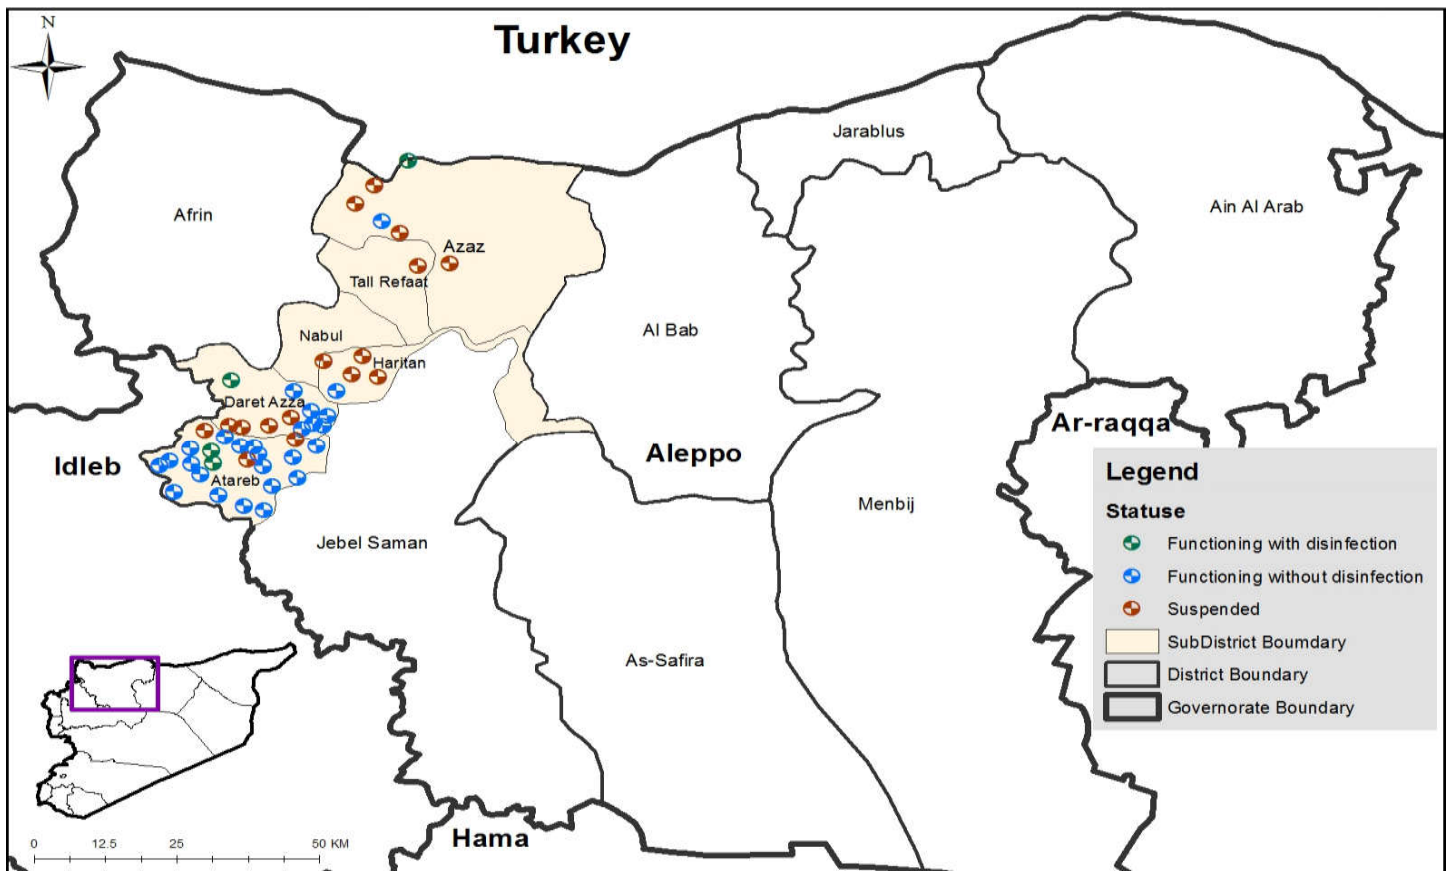 N
Turkey
Jarablus
Afrin
Ain Al Arab
Azaz
Tall Refaat
Nabul
Al Bab
Haritan
Daret Azza
Ar-raqqa
Aleppo
Idleb
Atareb
Menbij
Jebel Saman
As-Safira
Hama
Legend
Statuse
Functioning with disinfection
Functioning without disinfection
Suspended
SubDistrict Boumdary
District Boundary
Governorate Boundary
0 12.5 25 50 KM